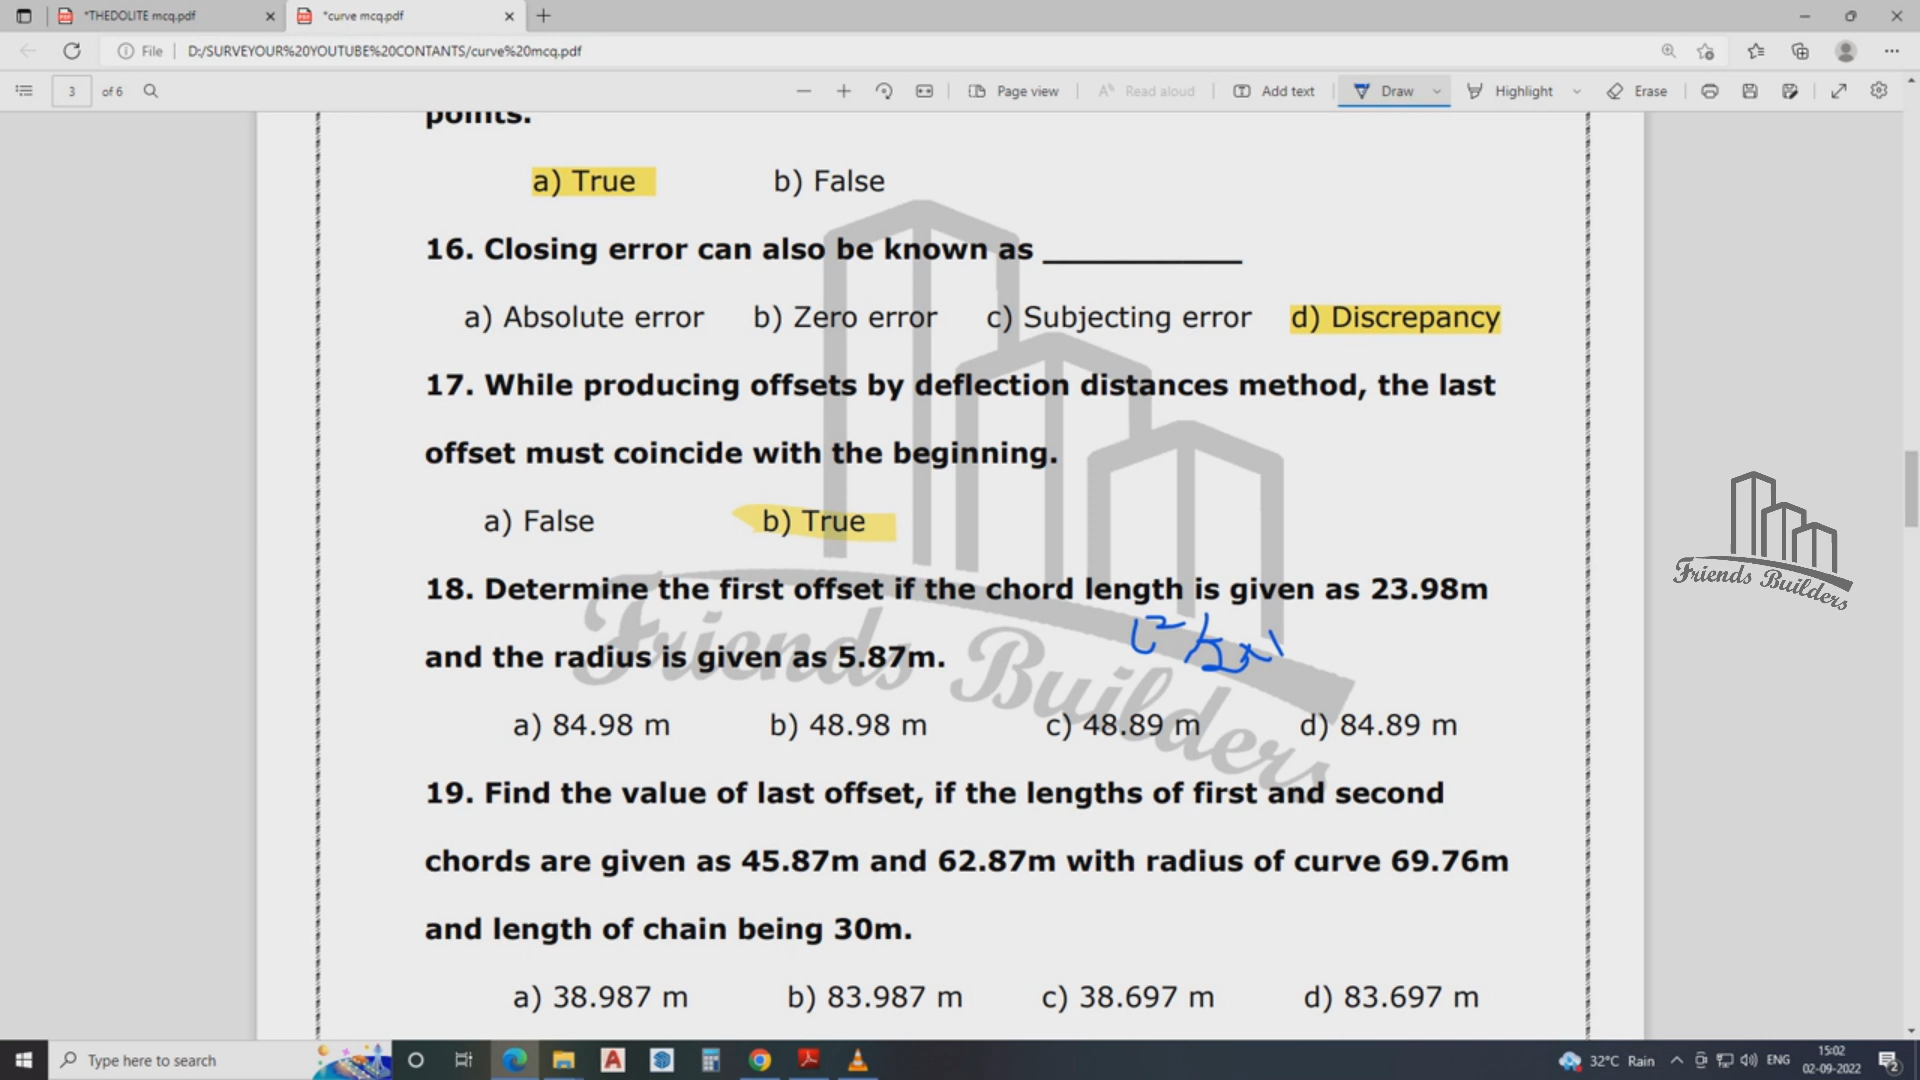 *THEDOLITE mcq.pdf
*curve mcq.pdf
File
D:/SURVEYOUR%20YOUTUBE%20CONTANTS/curve%20mcq.pdf
3 of 6
Page view
Read aloud
Add text
Draw
Highlight
Erase
points.
a) True b) False
16. Closing error can also be known as ____________
a) Absolute error b) Zero error c) Subjecting error d) Discrepancy
17. While producing offsets by deflection distances method, the last
offset must coincide with the beginning.
a) False b) True
18. Determine the first offset if the chord length is given as 23.98m
and the radius is given as 5.87m.
a) 84.98 m b) 48.98 m c) 48.89 m d) 84.89 m
19. Find the value of last offset, if the lengths of first and second
chords are given as 45.87m and 62.87m with radius of curve 69.76m
and length of chain being 30m.
a) 38.987 m b) 83.987 m c) 38.697 m d) 83.697 m
Friends Builders
Friends Builders
Type here to search
32°C Rain
ENG
15:02
02-09-2022
2